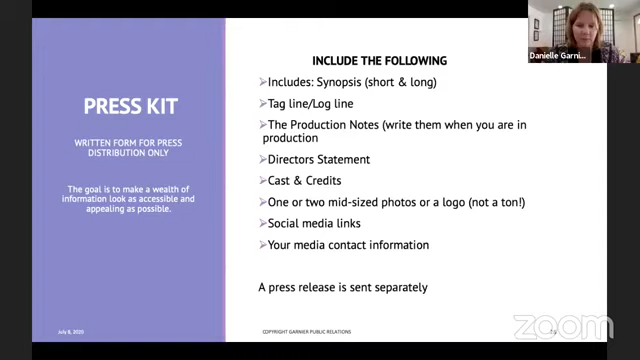 PRESS KIT
WRITTEN FORM FOR PRESS
DISTRIBUTION ONLY
The goal is to make a wealth of
information look as accessible and
appealing as possible.
July 8, 2020
INCLUDE THE FOLLOWING
Includes: Synopsis (short & long)
Tag line/Log line
The Production Notes (write them when you are in
production
Directors Statement
Cast & Credits
One or two mid-sized photos or a logo (not a ton!)
Social media links
Your media contact information
A press release is sent separately
COPYRIGHT GARNIER PUBLIC RELATIONS
Danielle Garni...
zoom